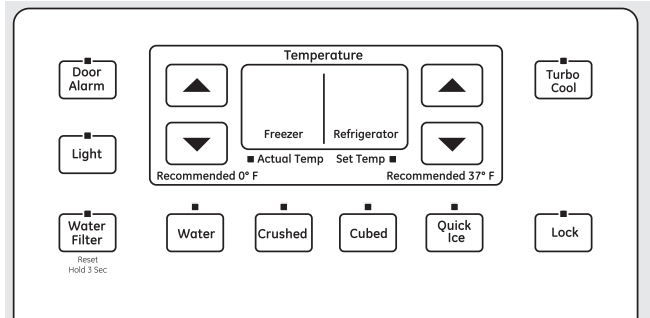 Temperature
Door
Alarm
Turbo
Cool
Freezer
Refrigerator
Light
Actual Temp
Set Temp
Recommended 0° F
Recommended 37° F
Water
Filter
Water
Crushed
Cubed
Quick
Ice
Lock
Reset
Hold 3 Sec